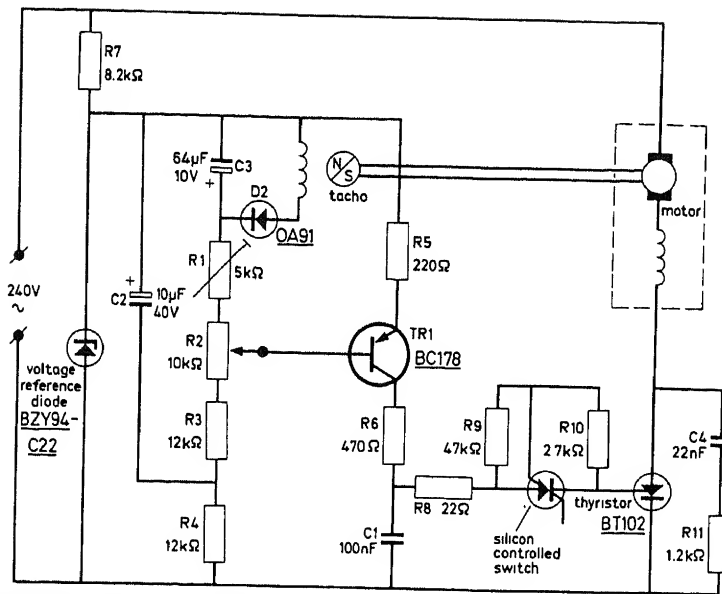 R7
8.2kΩ
64μF
10V
C3
+
D2
OA91
N
S
tacho
motor
R1
5kΩ
R5
220Ω
240V
~
+
C2
10μF
40V
R2
10kΩ
TR1
BC178
voltage
reference
diode
BZY94-
C22
R3
12kΩ
R6
470Ω
R9
47kΩ
R10
27kΩ
C4
22nF
R4
12kΩ
R8 22Ω
C1
100nF
thyristor
BT102
silicon
controlled
switch
R11
1.2kΩ